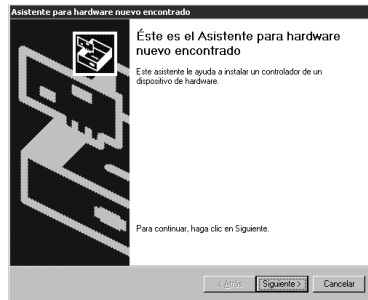 Asistente para hardware nuevo encontrado
Éste es el Asistente para hardware
nuevo encontrado
Este asistente le ayuda a instalar un controlador de un
dispositivo de hardware.
Para continuar, haga clic en Siguiente.
< Atrás
Siguiente >
Cancelar